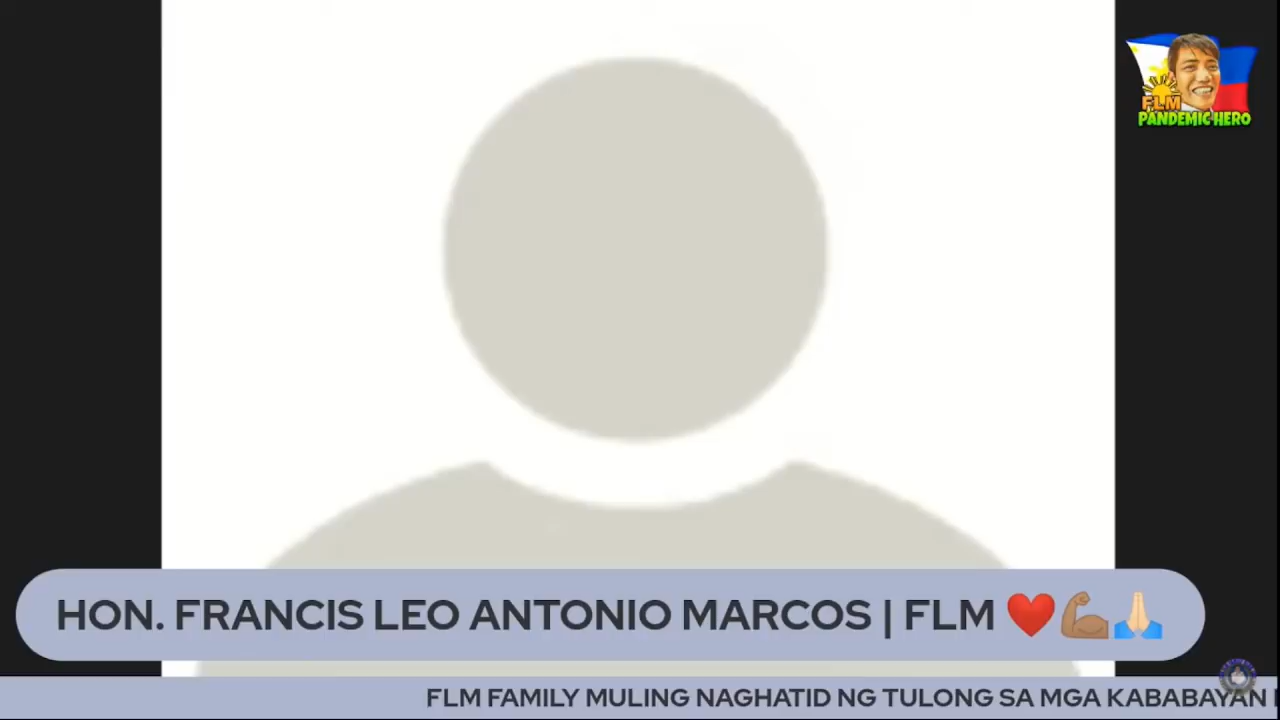 FLM
PANDEMIC HERO
HON. FRANCIS LEO ANTONIO MARCOS | FLM ❤️💪🏽🙏🏻
FLM FAMILY MULING NAGHATID NG TULONG SA MGA KABABAYAN